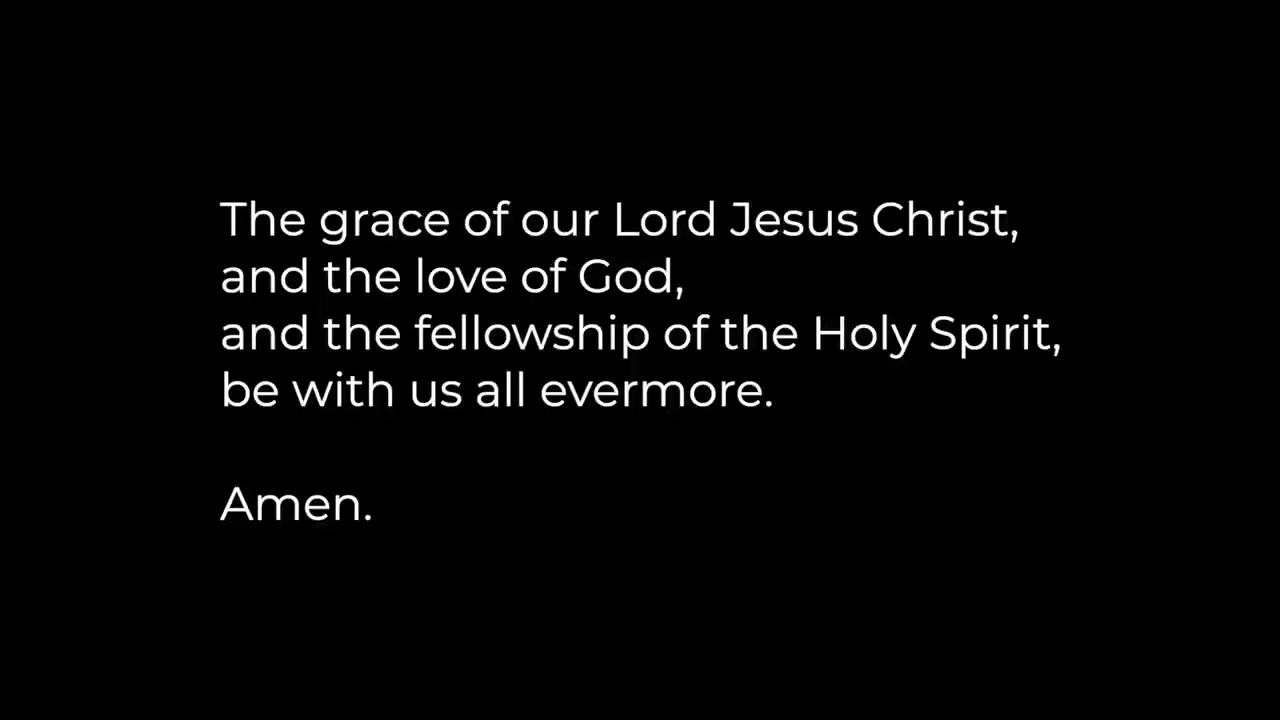 The grace of our Lord Jesus Christ,
and the love of God,
and the fellowship of the Holy Spirit,
be with us all evermore.
Amen.